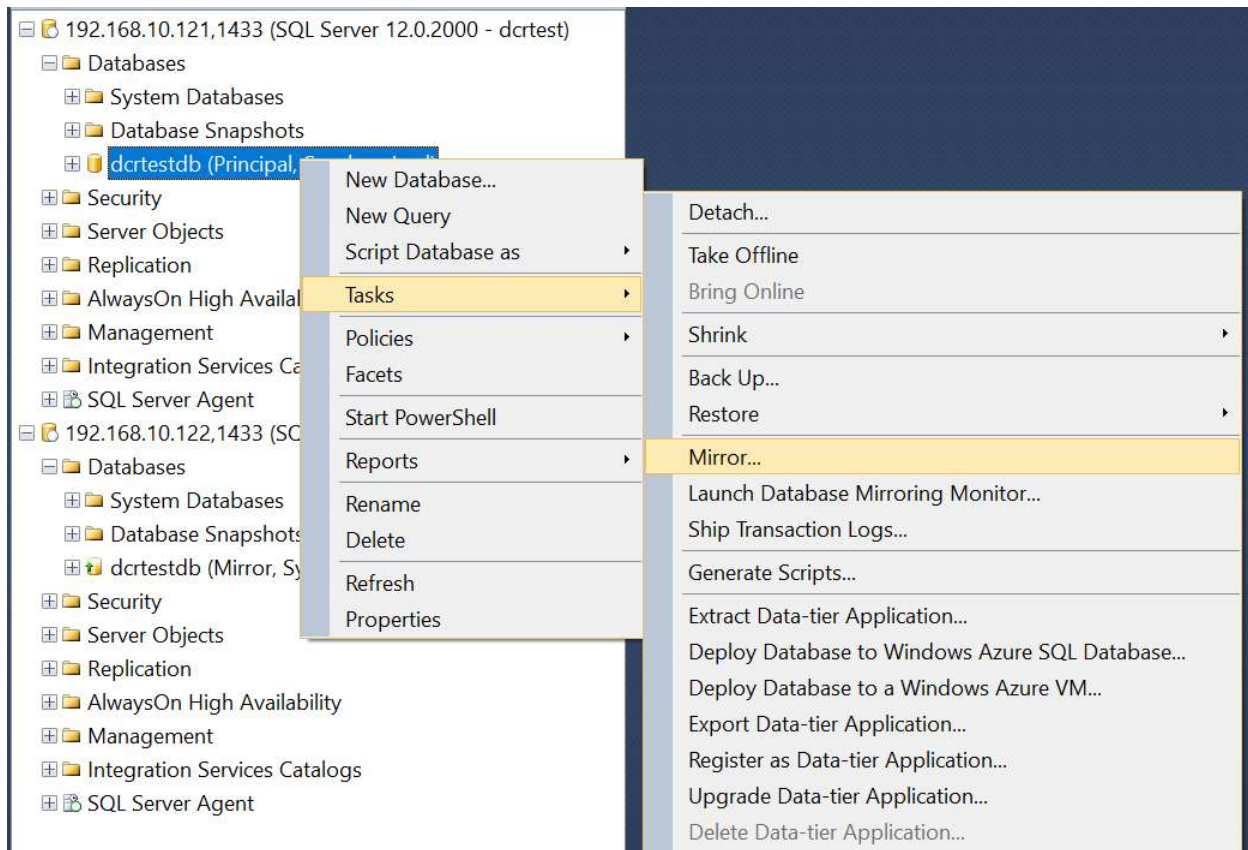 192.168.10.121,1433 (SQL Server 12.0.2000 - dcrtest)
Databases
System Databases
Database Snapshots
dcrtestdb (Principal,
Security
Server Objects
Replication
AlwaysOn High Availal
Management
Integration Services Ca
SQL Server Agent
192.168.10.122,1433 (SQ
Databases
System Databases
Database Snapshots
dcrtestdb (Mirror, Sy
Security
Server Objects
Replication
AlwaysOn High Availability
Management
Integration Services Catalogs
SQL Server Agent
New Database...
New Query
Script Database as
Tasks
Policies
Facets
Start PowerShell
Reports
Rename
Delete
Refresh
Properties
Detach...
Take Offline
Bring Online
Shrink
Back Up...
Restore
Mirror...
Launch Database Mirroring Monitor...
Ship Transaction Logs...
Generate Scripts...
Extract Data-tier Application...
Deploy Database to Windows Azure SQL Database...
Deploy Database to a Windows Azure VM...
Export Data-tier Application...
Register as Data-tier Application...
Upgrade Data-tier Application...
Delete Data-tier Application...